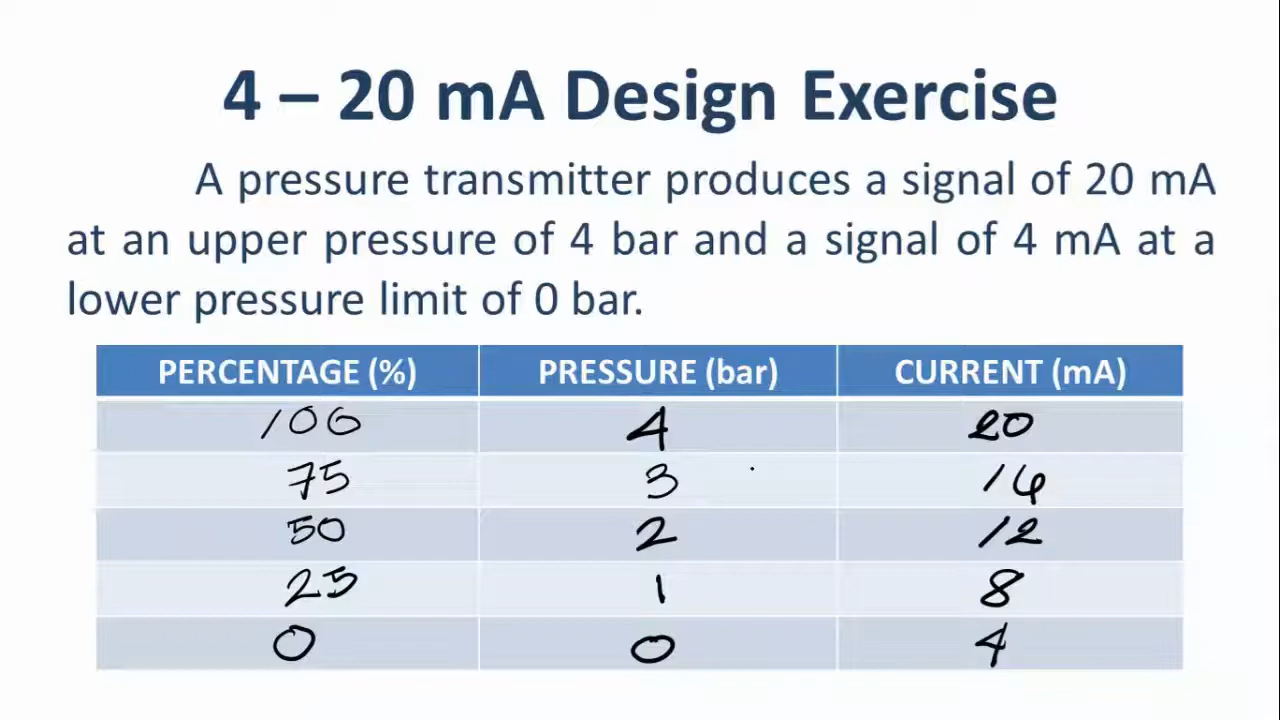 4 – 20 mA Design Exercise
A pressure transmitter produces a signal of 20 mA
at an upper pressure of 4 bar and a signal of 4 mA at a
lower pressure limit of 0 bar.
PERCENTAGE (%) PRESSURE (bar) CURRENT (mA)
100 4 20
75 3 16
50 2 12
25 1 8
0 0 4